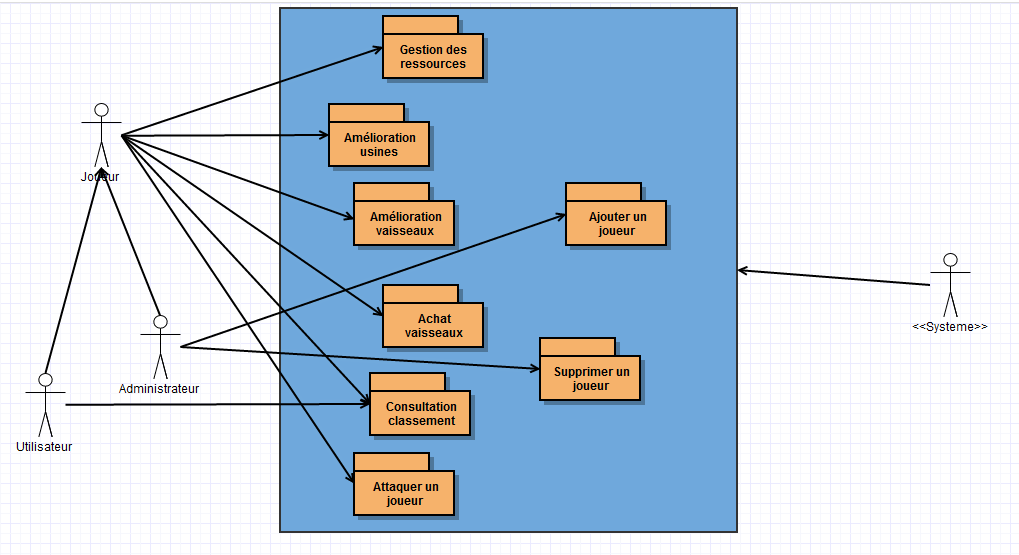 Gestion des
ressources
Amélioration
usines
Joueur
Amélioration
vaisseaux
Ajouter un
joueur
Achat
vaisseaux
<<Systeme>>
Supprimer un
joueur
Administrateur
Consultation
classement
Utilisateur
Attaquer un
joueur